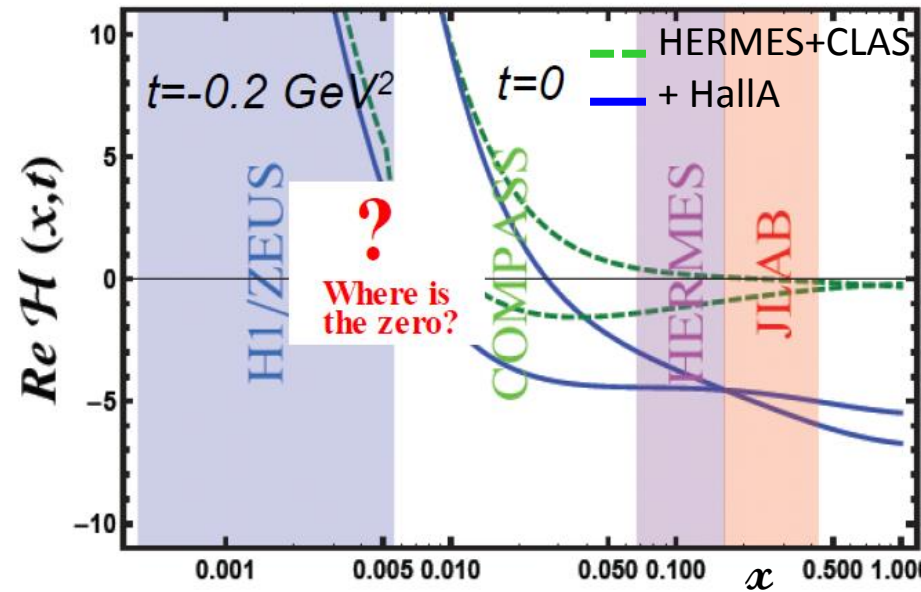 10
5
0
−5
−10
Re H (x,t)
t=-0.2 GeV²
t=0
HERMES+CLAS
+ HallA
H1/ZEUS
?
Where is
the zero?
COMPASS
HERMES
JLAB
0.001
0.005
0.010
0.050
0.100
x
0.500
1.000